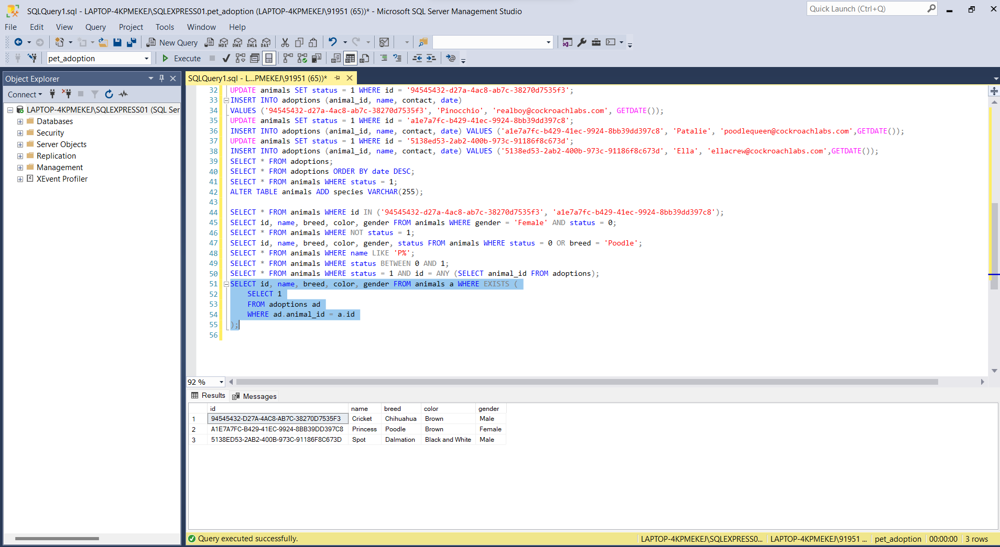 SQLQuery1.sql - LAPTOP-4KPMEKEJ\SQLEXPRESS01.pet_adoption (LAPTOP-4KPMEKEJ\91951 (65))* - Microsoft SQL Server Management Studio
Quick Launch (Ctrl+Q)
File Edit View Query Project Tools Window Help
New Query MDX DMX XMLA DAX
pet_adoption Execute
Object Explorer
Connect
LAPTOP-4KPMEKEJ\SQLEXPRESS01 (SQL Ser
Databases
Security
Server Objects
Replication
Management
XEvent Profiler
SQLQuery1.sql - L...PMEKEJ\91951 (65))*
32 UPDATE animals SET status = 1 WHERE id = '94545432-d27a-4ac8-ab7c-38270d7535f3';
33 INSERT INTO adoptions (animal_id, name, contact, date)
34 VALUES ('94545432-d27a-4ac8-ab7c-38270d7535f3', 'Pinocchio', 'realboy@cockroachlabs.com', GETDATE());
35 UPDATE animals SET status = 1 WHERE id = 'a1e7a7fc-b429-41ec-9924-8bb39dd397c8';
36 INSERT INTO adoptions (animal_id, name, contact, date) VALUES ('a1e7a7fc-b429-41ec-9924-8bb39dd397c8', 'Patalie', 'poodlequeen@cockroachlabs.com',GETDATE());
37 UPDATE animals SET status = 1 WHERE id = '5138ed53-2ab2-400b-973c-91186f8c673d';
38 INSERT INTO adoptions (animal_id, name, contact, date) VALUES ('5138ed53-2ab2-400b-973c-91186f8c673d', 'Ella', 'ellacrew@cockroachlabs.com',GETDATE());
39 SELECT * FROM adoptions;
40 SELECT * FROM adoptions ORDER BY date DESC;
41 SELECT * FROM animals WHERE status = 1;
42 ALTER TABLE animals ADD species VARCHAR(255);
43
44 SELECT * FROM animals WHERE id IN ('94545432-d27a-4ac8-ab7c-38270d7535f3', 'a1e7a7fc-b429-41ec-9924-8bb39dd397c8');
45 SELECT id, name, breed, color, gender FROM animals WHERE gender = 'Female' AND status = 0;
46 SELECT * FROM animals WHERE NOT status = 1;
47 SELECT id, name, breed, color, gender, status FROM animals WHERE status = 0 OR breed = 'Poodle';
48 SELECT * FROM animals WHERE name LIKE 'P%';
49 SELECT * FROM animals WHERE status BETWEEN 0 AND 1;
50 SELECT * FROM animals WHERE status = 1 AND id = ANY (SELECT animal_id FROM adoptions);
51 SELECT id, name, breed, color, gender FROM animals a WHERE EXISTS (
52 SELECT 1
53 FROM adoptions ad
54 WHERE ad.animal_id = a.id
55 );
56
92 %
Results Messages
id name breed color gender
1 94545432-D27A-4AC8-AB7C-38270D7535F3 Cricket Chihuahua Brown Male
2 A1E7A7FC-B429-41EC-9924-8BB39DD397C8 Princess Poodle Brown Female
3 5138ED53-2AB2-400B-973C-91186F8C673D Spot Dalmation Black and White Male
Query executed successfully. LAPTOP-4KPMEKEJ\SQLEXPRESS0... LAPTOP-4KPMEKEJ\91951 ... pet_adoption 00:00:00 3 rows